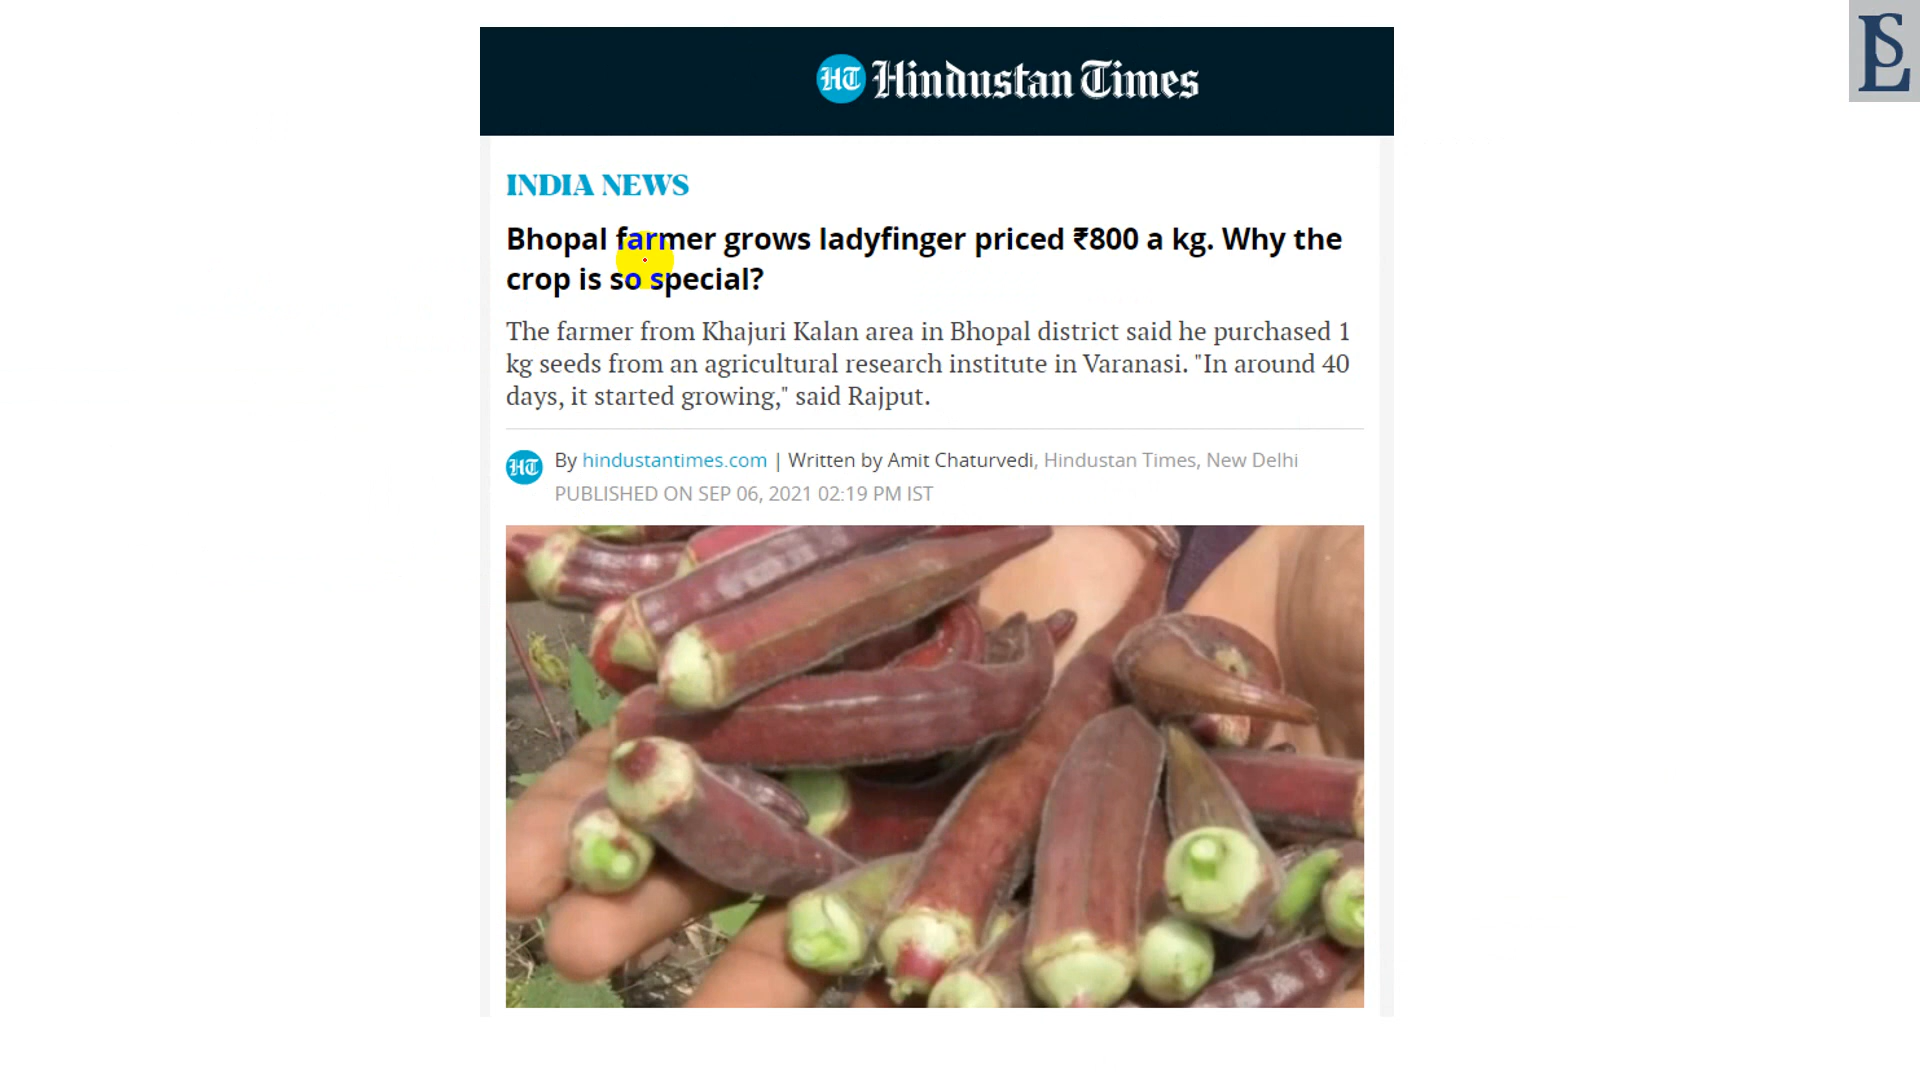 LS
HT Hindustan Times
INDIA NEWS
Bhopal farmer grows ladyfinger priced ₹800 a kg. Why the
crop is so special?
The farmer from Khajuri Kalan area in Bhopal district said he purchased 1
kg seeds from an agricultural research institute in Varanasi. "In around 40
days, it started growing," said Rajput.
HT By hindustantimes.com | Written by Amit Chaturvedi, Hindustan Times, New Delhi
PUBLISHED ON SEP 06, 2021 02:19 PM IST